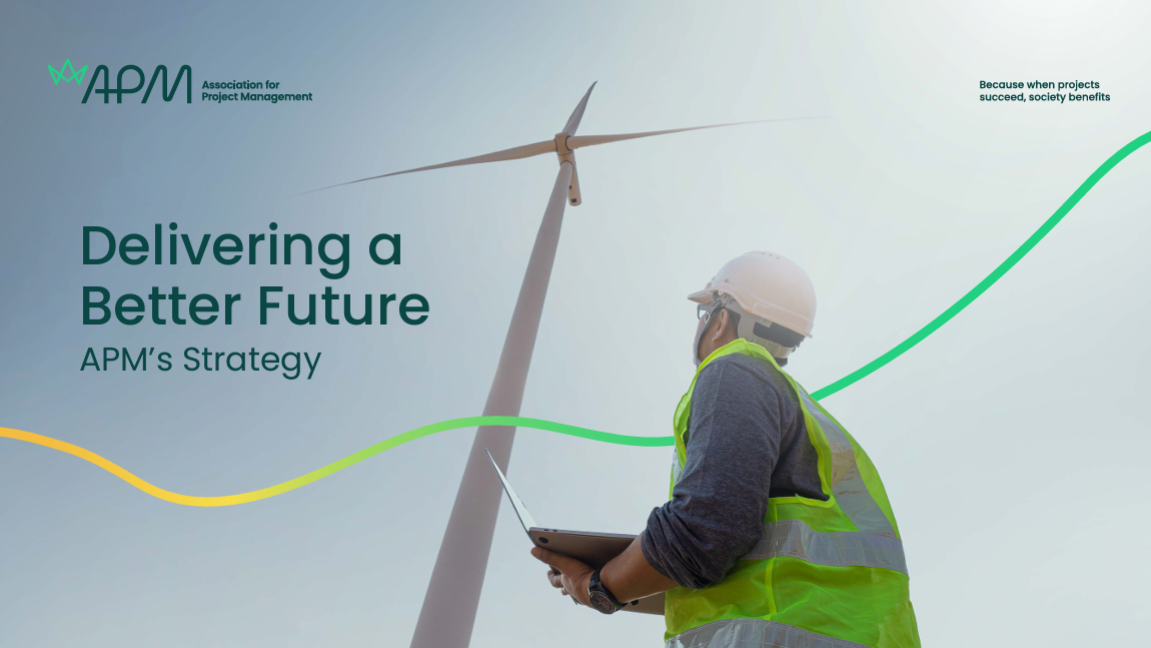 APM
Association for
Project Management
Because when projects
succeed, society benefits
Delivering a
Better Future
APM’s Strategy